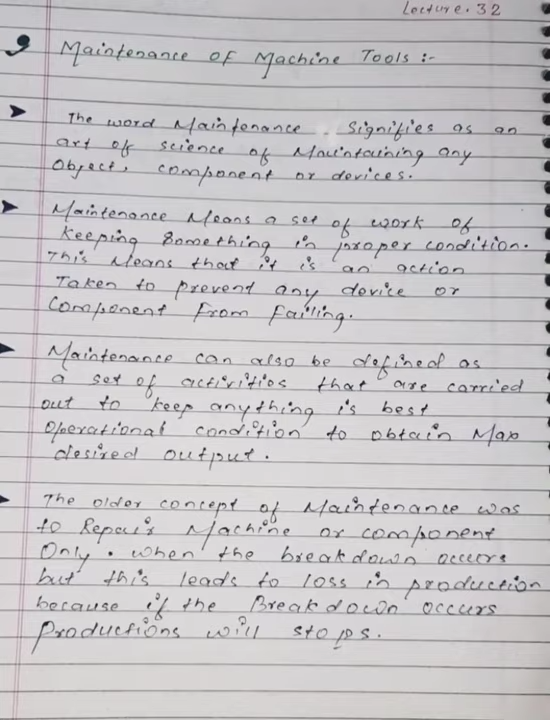 Lecture. 32
9 Maintenance OF Machine Tools :-
The word Maintenance Signifies as an
art of science of Maintaining any
Object, component or devices.
Maintenance Means a set of work of
keeping Something in proper condition.
This Means that it is an action
Taken to prevent any device or
Component From Failing.
Maintenance can also be defined as
a set of activities that are carried
out to keep anything is best
Operational condition to obtain Max
desired output.
The older concept of Maintenance was
to Repair Machine or component
Only. when the breakdown occurs
but this leads to loss in production
because if the Breakdown occurs
Productions will stops.